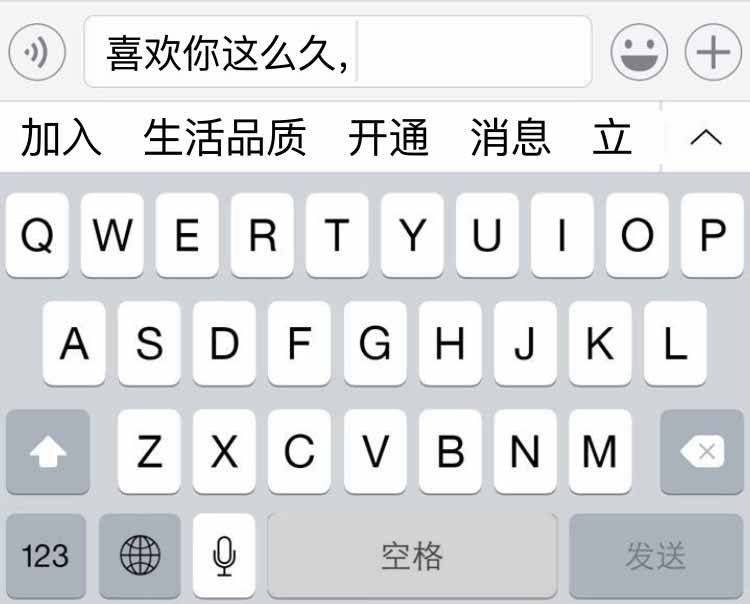 喜欢你这么久,
加入 生活品质 开通 消息 立
Q W E R T Y U I O P
A S D F G H J K L
Z X C V B N M
123 空格 发送